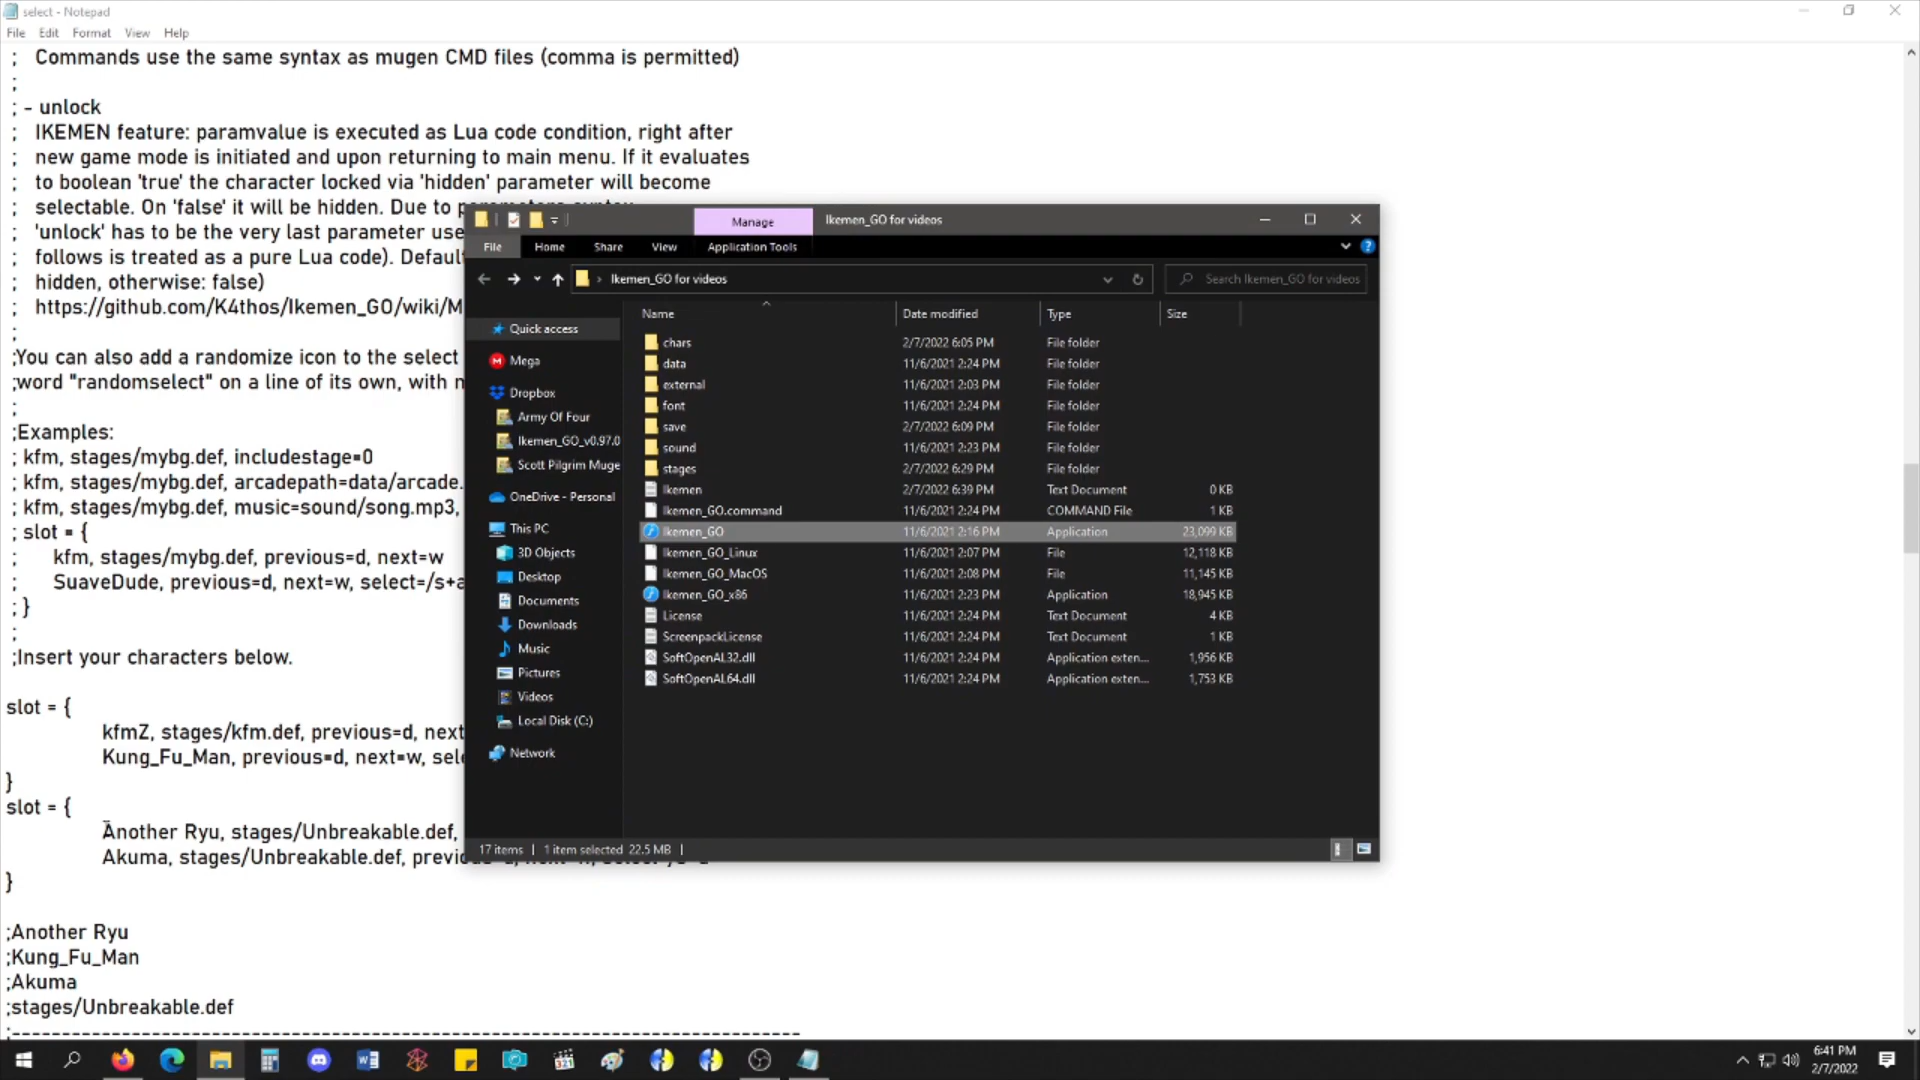 select - Notepad
File Edit Format View Help
; Commands use the same syntax as mugen CMD files (comma is permitted)
;
; - unlock
; IKEMEN feature: paramvalue is executed as Lua code condition, right after
; new game mode is initiated and upon returning to main menu. If it evaluates
; to boolean 'true' the character locked via 'hidden' parameter will become
; selectable. On 'false' it will be hidden. Due to
; 'unlock' has to be the very last parameter use
; follows is treated as a pure Lua code). Default
; hidden, otherwise: false)
; https://github.com/K4thos/Ikemen_GO/wiki/M
;
;You can also add a randomize icon to the select
;word "randomselect" on a line of its own, with
;
;Examples:
; kfm, stages/mybg.def, includestage=0
; kfm, stages/mybg.def, arcadepath=data/arcade.
; kfm, stages/mybg.def, music=sound/song.mp3,
; slot = {
; kfm, stages/mybg.def, previous=d, next=w
; SuaveDude, previous=d, next=w, select=/s+a
; }
;
;Insert your characters below.
slot = {
kfmZ, stages/kfm.def, previous=d, next
Kung_Fu_Man, previous=d, next=w, sele
}
slot = {
Another Ryu, stages/Unbreakable.def,
Akuma, stages/Unbreakable.def,
}
;Another Ryu
;Kung_Fu_Man
;Akuma
;stages/Unbreakable.def
;-------------------------------------------------------------------------------
Manage Ikemen_GO for videos
File Home Share View Application Tools
Ikemen_GO for videos Search Ikemen_GO for videos
Quick access
Mega
Dropbox
Army Of Four
Ikemen_GO_v0.97.0
Scott Pilgrim Muge
OneDrive - Personal
This PC
3D Objects
Desktop
Documents
Downloads
Music
Pictures
Videos
Local Disk (C:)
Network
Name Date modified Type Size
chars 2/7/2022 6:05 PM File folder
data 11/6/2021 2:24 PM File folder
external 11/6/2021 2:03 PM File folder
font 11/6/2021 2:24 PM File folder
save 2/7/2022 6:09 PM File folder
sound 11/6/2021 2:23 PM File folder
stages 2/7/2022 6:29 PM File folder
Ikemen 2/7/2022 6:39 PM Text Document 0 KB
Ikemen_GO.command 11/6/2021 2:24 PM COMMAND File 1 KB
Ikemen_GO 11/6/2021 2:16 PM Application 23,099 KB
Ikemen_GO_Linux 11/6/2021 2:07 PM File 12,118 KB
Ikemen_GO_MacOS 11/6/2021 2:08 PM File 11,145 KB
Ikemen_GO_x86 11/6/2021 2:23 PM Application 18,945 KB
License 11/6/2021 2:24 PM Text Document 4 KB
ScreenpackLicense 11/6/2021 2:24 PM Text Document 1 KB
SoftOpenAL32.dll 11/6/2021 2:24 PM Application exten... 1,956 KB
SoftOpenAL64.dll 11/6/2021 2:24 PM Application exten... 1,753 KB
17 items 1 item selected 22.5 MB
6:41 PM
2/7/2022